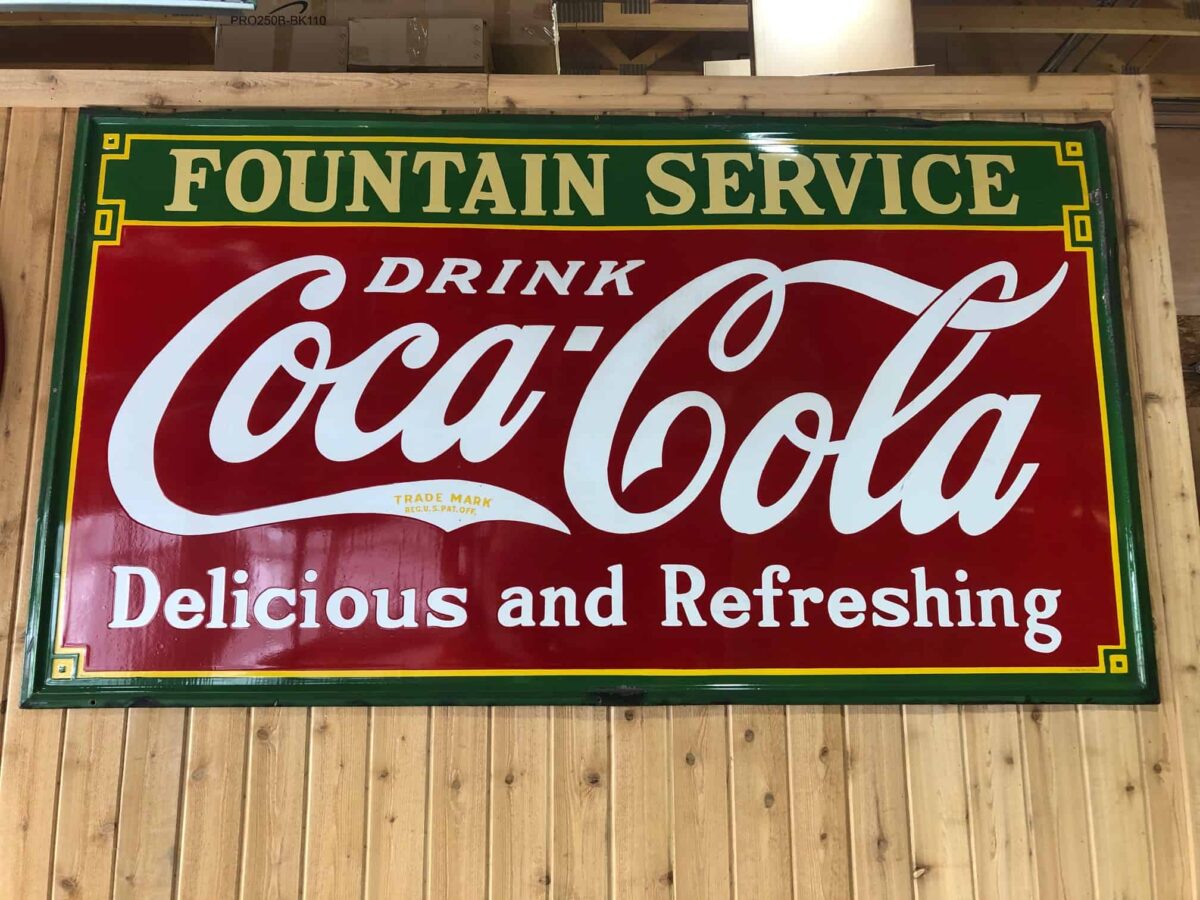 PRO250B-BK110
FOUNTAIN SERVICE
DRINK
Coca-Cola
TRADE MARK
REG. U.S. PAT. OFF.
Delicious and Refreshing